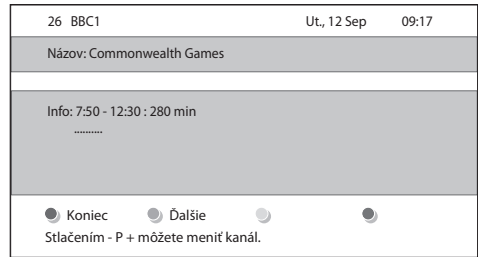 26 BBC1 Ut., 12 Sep 09:17
Názov: Commonwealth Games
Info: 7:50 - 12:30 : 280 min
..........
Koniec Ďalšie
Stlačením - P + môžete meniť kanál.